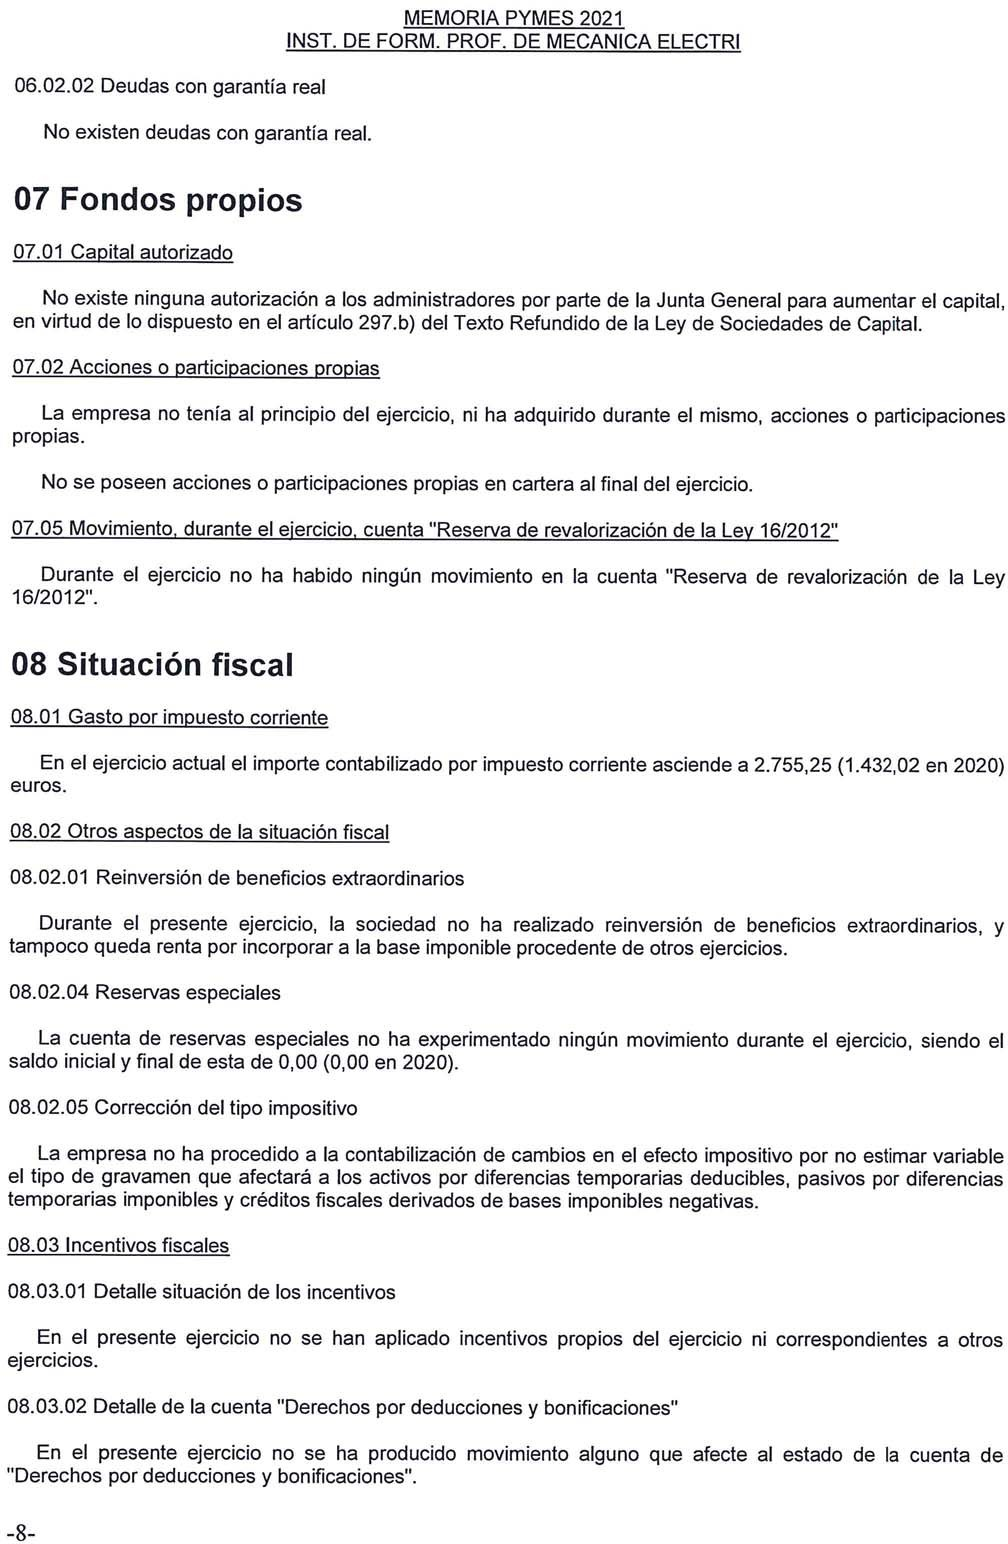 MEMORIA PYMES 2021
INST. DE FORM. PROF. DE MECANICA ELECTRI
06.02.02 Deudas con garantía real
No existen deudas con garantía real.
07 Fondos propios
07.01 Capital autorizado
No existe ninguna autorización a los administradores por parte de la Junta General para aumentar el capital,
en virtud de lo dispuesto en el artículo 297.b) del Texto Refundido de la Ley de Sociedades de Capital.
07.02 Acciones o participaciones propias
La empresa no tenía al principio del ejercicio, ni ha adquirido durante el mismo, acciones o participaciones
propias.
No se poseen acciones o participaciones propias en cartera al final del ejercicio.
07.05 Movimiento, durante el ejercicio, cuenta "Reserva de revalorización de la Ley 16/2012"
Durante el ejercicio no ha habido ningún movimiento en la cuenta "Reserva de revalorización de la Ley
16/2012".
08 Situación fiscal
08.01 Gasto por impuesto corriente
En el ejercicio actual el importe contabilizado por impuesto corriente asciende a 2.755,25 (1.432,02 en 2020)
euros.
08.02 Otros aspectos de la situación fiscal
08.02.01 Reinversión de beneficios extraordinarios
Durante el presente ejercicio, la sociedad no ha realizado reinversión de beneficios extraordinarios, y
tampoco queda renta por incorporar a la base imponible procedente de otros ejercicios.
08.02.04 Reservas especiales
La cuenta de reservas especiales no ha experimentado ningún movimiento durante el ejercicio, siendo el
saldo inicial y final de esta de 0,00 (0,00 en 2020).
08.02.05 Corrección del tipo impositivo
La empresa no ha procedido a la contabilización de cambios en el efecto impositivo por no estimar variable
el tipo de gravamen que afectará a los activos por diferencias temporarias deducibles, pasivos por diferencias
temporarias imponibles y créditos fiscales derivados de bases imponibles negativas.
08.03 Incentivos fiscales
08.03.01 Detalle situación de los incentivos
En el presente ejercicio no se han aplicado incentivos propios del ejercicio ni correspondientes a otros
ejercicios.
08.03.02 Detalle de la cuenta "Derechos por deducciones y bonificaciones"
En el presente ejercicio no se ha producido movimiento alguno que afecte al estado de la cuenta de
"Derechos por deducciones y bonificaciones".
-8-